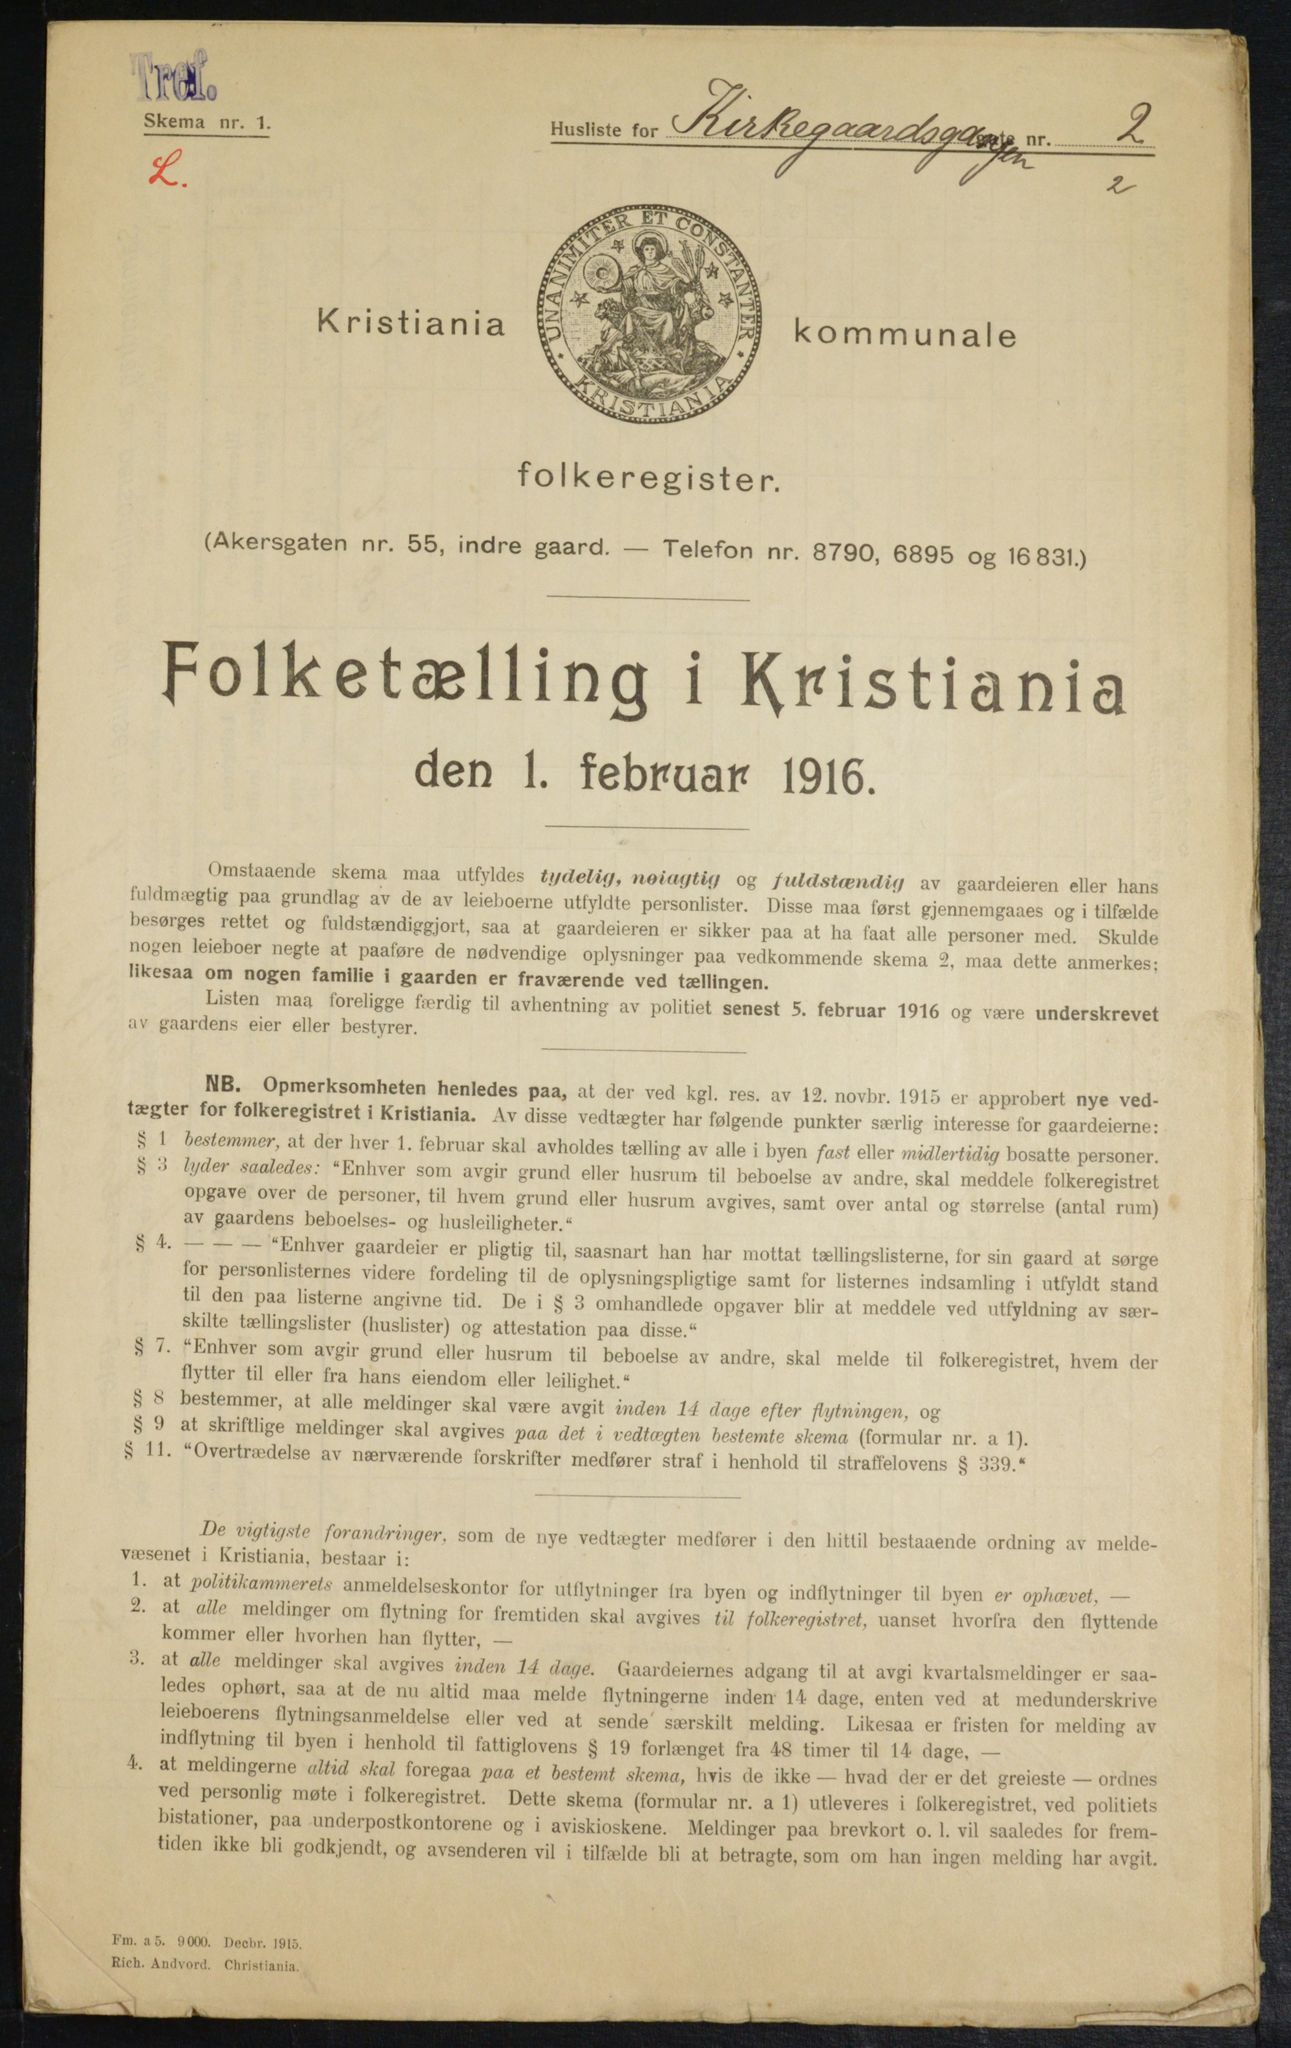 Tref.
Skema nr. 1.
L.
Husliste for Kirkegaardsgangen nr. 2
2
UNANIMITER ET CONSTANTER
KRISTIANIA
Kristiania kommunale
folkeregister.
(Akersgaten nr. 55, indre gaard. — Telefon nr. 8790, 6895 og 16 831.)
Folketælling i Kristiania
den 1. februar 1916.
Omstaaende skema maa utfyldes tydelig, nøiagtig og fuldstændig av gaardeieren eller hans
fuldmægtig paa grundlag av de av leieboerne utfyldte personlister. Disse maa først gjennemgaaes og i tilfælde
besørges rettet og fuldstændiggjort, saa at gaardeieren er sikker paa at ha faat alle personer med. Skulde
nogen leieboer negte at paaføre de nødvendige oplysninger paa vedkommende skema 2, maa dette anmerkes;
likesaa om nogen familie i gaarden er fraværende ved tællingen.
Listen maa foreligge færdig til avhentning av politiet senest 5. februar 1916 og være underskrevet
av gaardens eier eller bestyrer.
NB. Opmerksomheten henledes paa, at der ved kgl. res. av 12. novbr. 1915 er approbert nye ved-
tægter for folkeregistret i Kristiania. Av disse vedtægter har følgende punkter særlig interesse for gaardeierne:
§ 1 bestemmer, at der hver 1. februar skal avholdes tælling av alle i byen fast eller midlertidig bosatte personer.
§ 3 lyder saaledes: "Enhver som avgir grund eller husrum til beboelse av andre, skal meddele folkeregistret
opgave over de personer, til hvem grund eller husrum avgives, samt over antal og størrelse (antal rum)
av gaardens beboelses- og husleiligheter."
§ 4. — — — "Enhver gaardeier er pligtig til, saasnart han har mottat tællingslisterne, for sin gaard at sørge
for personlisternes videre fordeling til de oplysningspligtige samt for listernes indsamling i utfyldt stand
til den paa listerne angivne tid. De i § 3 omhandlede opgaver blir at meddele ved utfyldning av sær-
skilte tællingslister (huslister) og attestation paa disse."
§ 7. "Enhver som avgir grund eller husrum til beboelse av andre, skal melde til folkeregistret, hvem der
flytter til eller fra hans eiendom eller leilighet."
§ 8 bestemmer, at alle meldinger skal være avgit inden 14 dage efter flytningen, og
§ 9 at skriftlige meldinger skal avgives paa det i vedtægten bestemte skema (formular nr. a 1).
§ 11. "Overtrædelse av nærværende forskrifter medfører straf i henhold til straffelovens § 339."
De vigtigste forandringer, som de nye vedtægter medfører i den hittil bestaaende ordning av melde-
væsenet i Kristiania, bestaar i:
1. at politikammerets anmeldelseskontor for utflytninger fra byen og indflytninger til byen er ophævet, —
2. at alle meldinger om flytning for fremtiden skal avgives til folkeregistret, uanset hvorfra den flyttende
kommer eller hvorhen han flytter, —
3. at alle meldinger skal avgives inden 14 dage. Gaardeiernes adgang til at avgi kvartalsmeldinger er saa-
ledes ophørt, saa at de nu altid maa melde flytningerne inden 14 dage, enten ved at medunderskrive
leieboerens flytningsanmeldelse eller ved at sende særskilt melding. Likesaa er fristen for melding av
indflytning til byen i henhold til fattiglovens § 19 forlænget fra 48 timer til 14 dage, —
4. at meldingerne altid skal foregaa paa et bestemt skema, hvis de ikke — hvad der er det greieste — ordnes
ved personlig møte i folkeregistret. Dette skema (formular nr. a 1) utleveres i folkeregistret, ved politiets
bistationer, paa underpostkontorene og i aviskioskene. Meldinger paa brevkort o. l. vil saaledes for frem-
tiden ikke bli godkjendt, og avsenderen vil i tilfælde bli at betragte, som om han ingen melding har avgit.
Fm. a 5. 9 000. Decbr. 1915.
Rich. Andvord. Christiania.